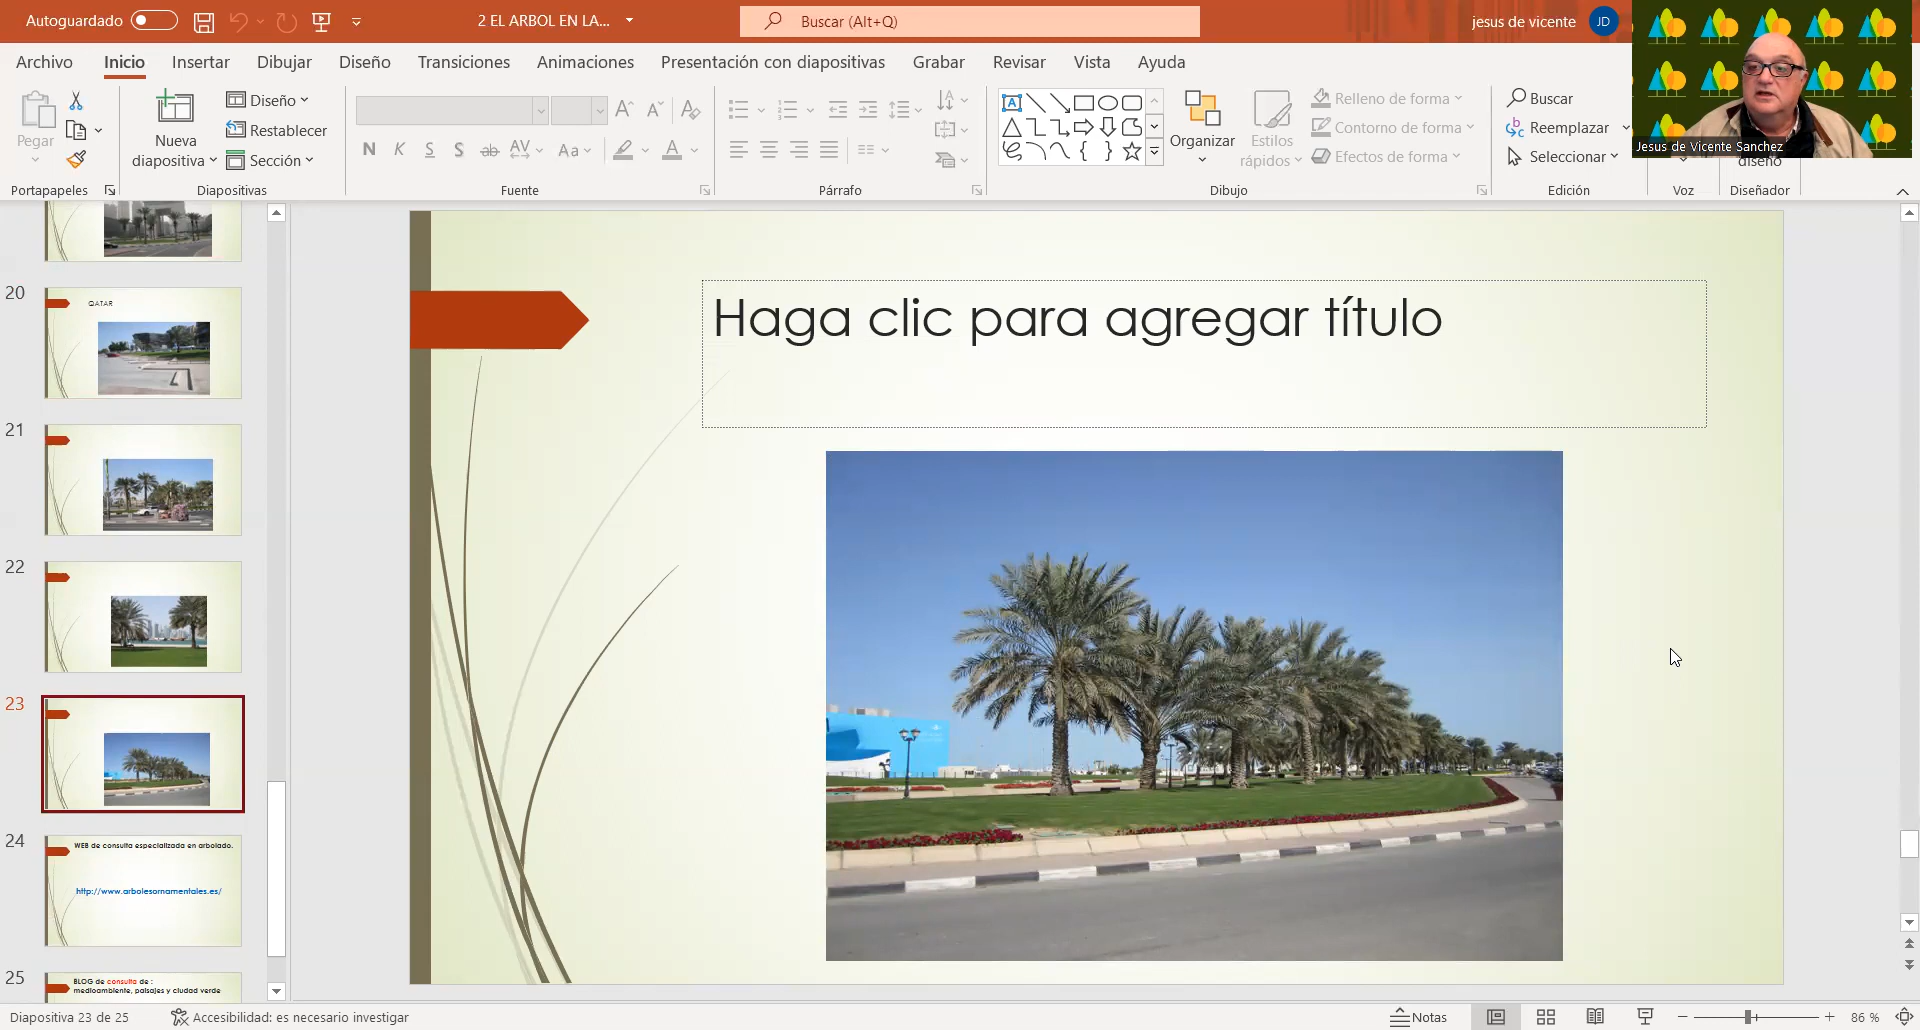 Autoguardado
2 EL ARBOL EN LA...
Buscar (Alt+Q)
jesus de vicente
JD
Archivo
Inicio
Insertar
Dibujar
Diseño
Transiciones
Animaciones
Presentación con diapositivas
Grabar
Revisar
Vista
Ayuda
Pegar
Portapapeles
Nueva
diapositiva
Diseño
Restablecer
Sección
Diapositivas
N K S S ab AV Aa A
Fuente
Párrafo
Organizar
Estilos
rápidos
Relleno de forma
Contorno de forma
Efectos de forma
Dibujo
Buscar
Reemplazar
Seleccionar
Edición
Voz
diseño
Diseñador
Jesus de Vicente Sanchez
20
QATAR
21
22
23
24
WEB de consulta especializada en arbolado.
http://www.arbolesornamentales.es/
25
BLOG de consulta de :
medioambiente, paisajes y ciudad verde
Haga clic para agregar título
Diapositiva 23 de 25
Accesibilidad: es necesario investigar
Notas
86 %